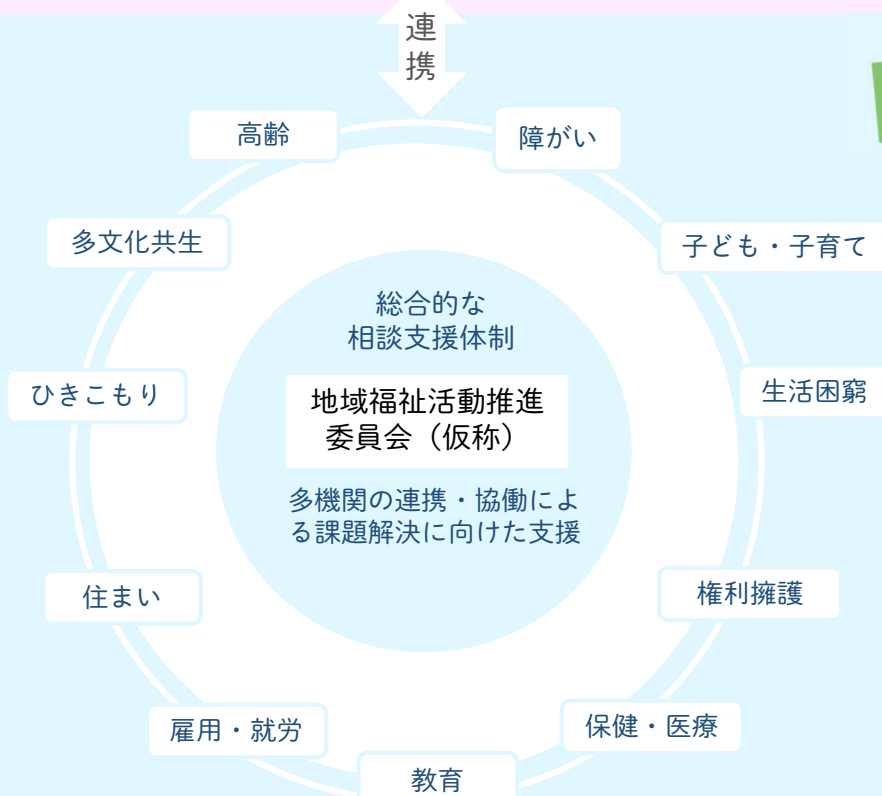 連
携
高齢
障がい
多文化共生
子ども・子育て
総合的な
相談支援体制
ひきこもり
生活困窮
地域福祉活動推進
委員会（仮称）
多機関の連携・協働によ
る課題解決に向けた支援
住まい
権利擁護
雇用・就労
保健・医療
教育